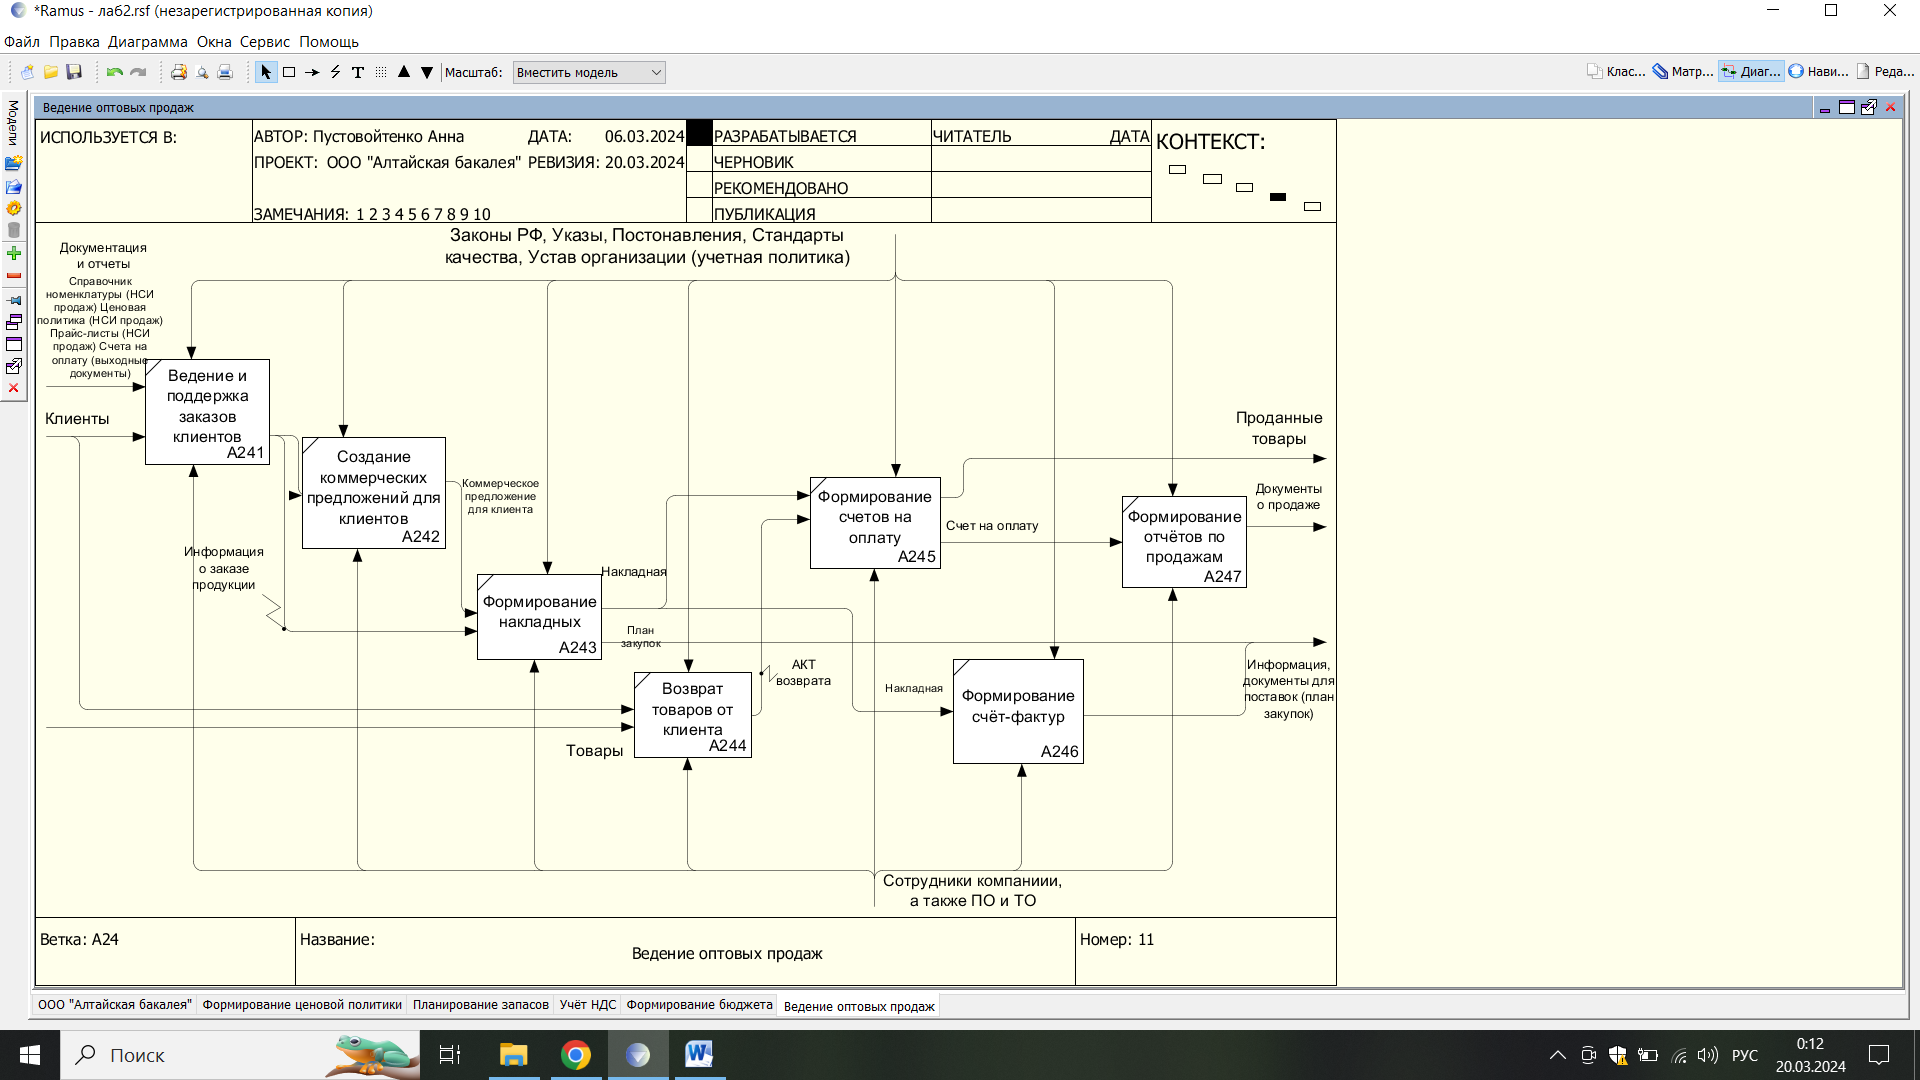 *Ramus - лаб2.rsf (незарегистрированная копия)
Файл Правка Диаграмма Окна Сервис Помощь
Масштаб: Вместить модель
Клас... Матр... Диаг... Нави... Реда...
Модели
Ведение оптовых продаж
ИСПОЛЬЗУЕТСЯ В:
АВТОР: Пустовойтенко Анна
ДАТА: 06.03.2024
ПРОЕКТ: ООО "Алтайская бакалея"
РЕВИЗИЯ: 20.03.2024
ЗАМЕЧАНИЯ: 1 2 3 4 5 6 7 8 9 10
РАЗРАБАТЫВАЕТСЯ
ЧЕРНОВИК
РЕКОМЕНДОВАНО
ПУБЛИКАЦИЯ
ЧИТАТЕЛЬ ДАТА
КОНТЕКСТ:
Законы РФ, Указы, Постонавления, Стандарты
качества, Устав организации (учетная политика)
Документация
и отчеты
Справочник
номенклатуры (НСИ
продаж) Ценовая
политика (НСИ продаж)
Прайс-листы (НСИ
продаж) Счета на
оплату (выходные
документы)
Клиенты
Ведение и
поддержка
заказов
клиентов
A241
Создание
коммерческих
предложений для
клиентов
A242
Коммерческое
предложение
для клиента
Информация
о заказе
продукции
Накладная
Формирование
накладных
A243
План
закупок
Возврат
товаров от
клиента
A244
Товары
АКТ
возврата
Формирование
счетов на
оплату
A245
Счет на оплату
Накладная
Формирование
счёт-фактур
A246
Проданные
товары
Документы
о продаже
Формирование
отчётов по
продажам
A247
Информация,
документы для
поставок (план
закупок)
Сотрудники компаниии,
а также ПО и ТО
Ветка: A24
Название:
Ведение оптовых продаж
Номер: 11
ООО "Алтайская бакалея" Формирование ценовой политики Планирование запасов Учёт НДС Формирование бюджета Ведение оптовых продаж
Поиск
РУС
0:12
20.03.2024